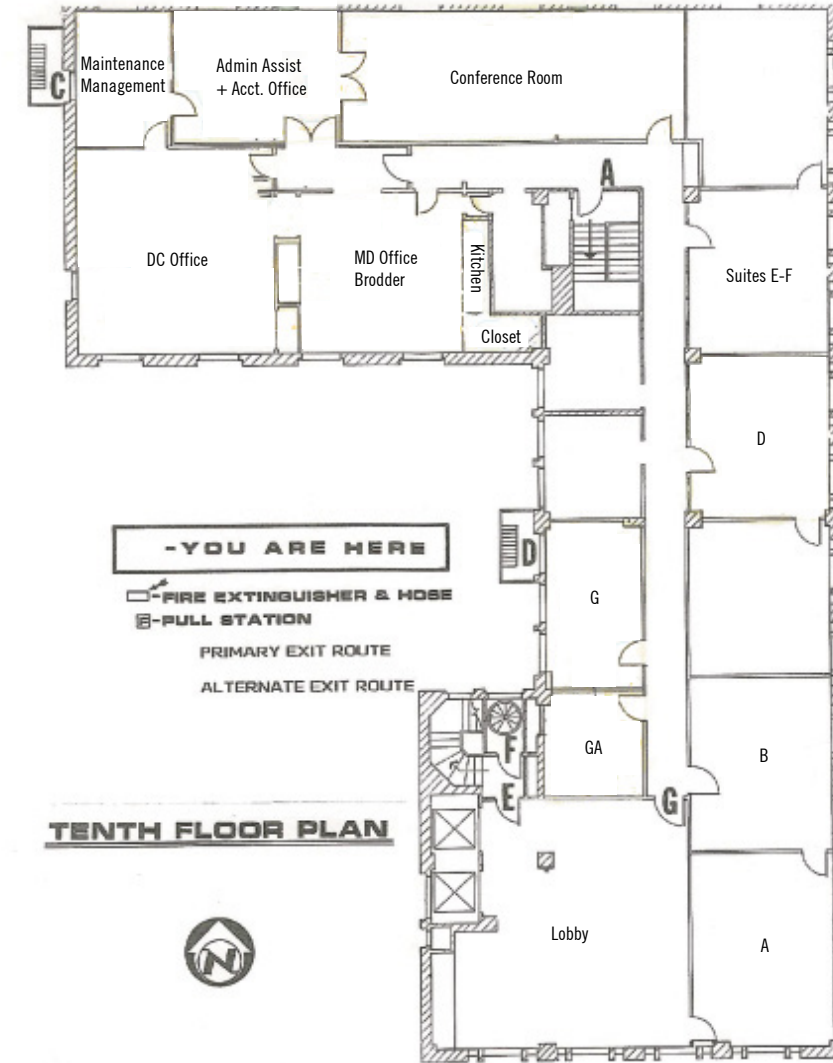 Maintenance
Management
Admin Assist
+ Acct. Office
Conference Room
C
A
DC Office
MD Office
Brodder
Kitchen
Closet
Suites E-F
D
-YOU ARE HERE
D
-FIRE EXTINGUISHER & HOSE
F-PULL STATION
G
PRIMARY EXIT ROUTE
ALTERNATE EXIT ROUTE
F
GA
B
E
G
TENTH FLOOR PLAN
Lobby
A
N